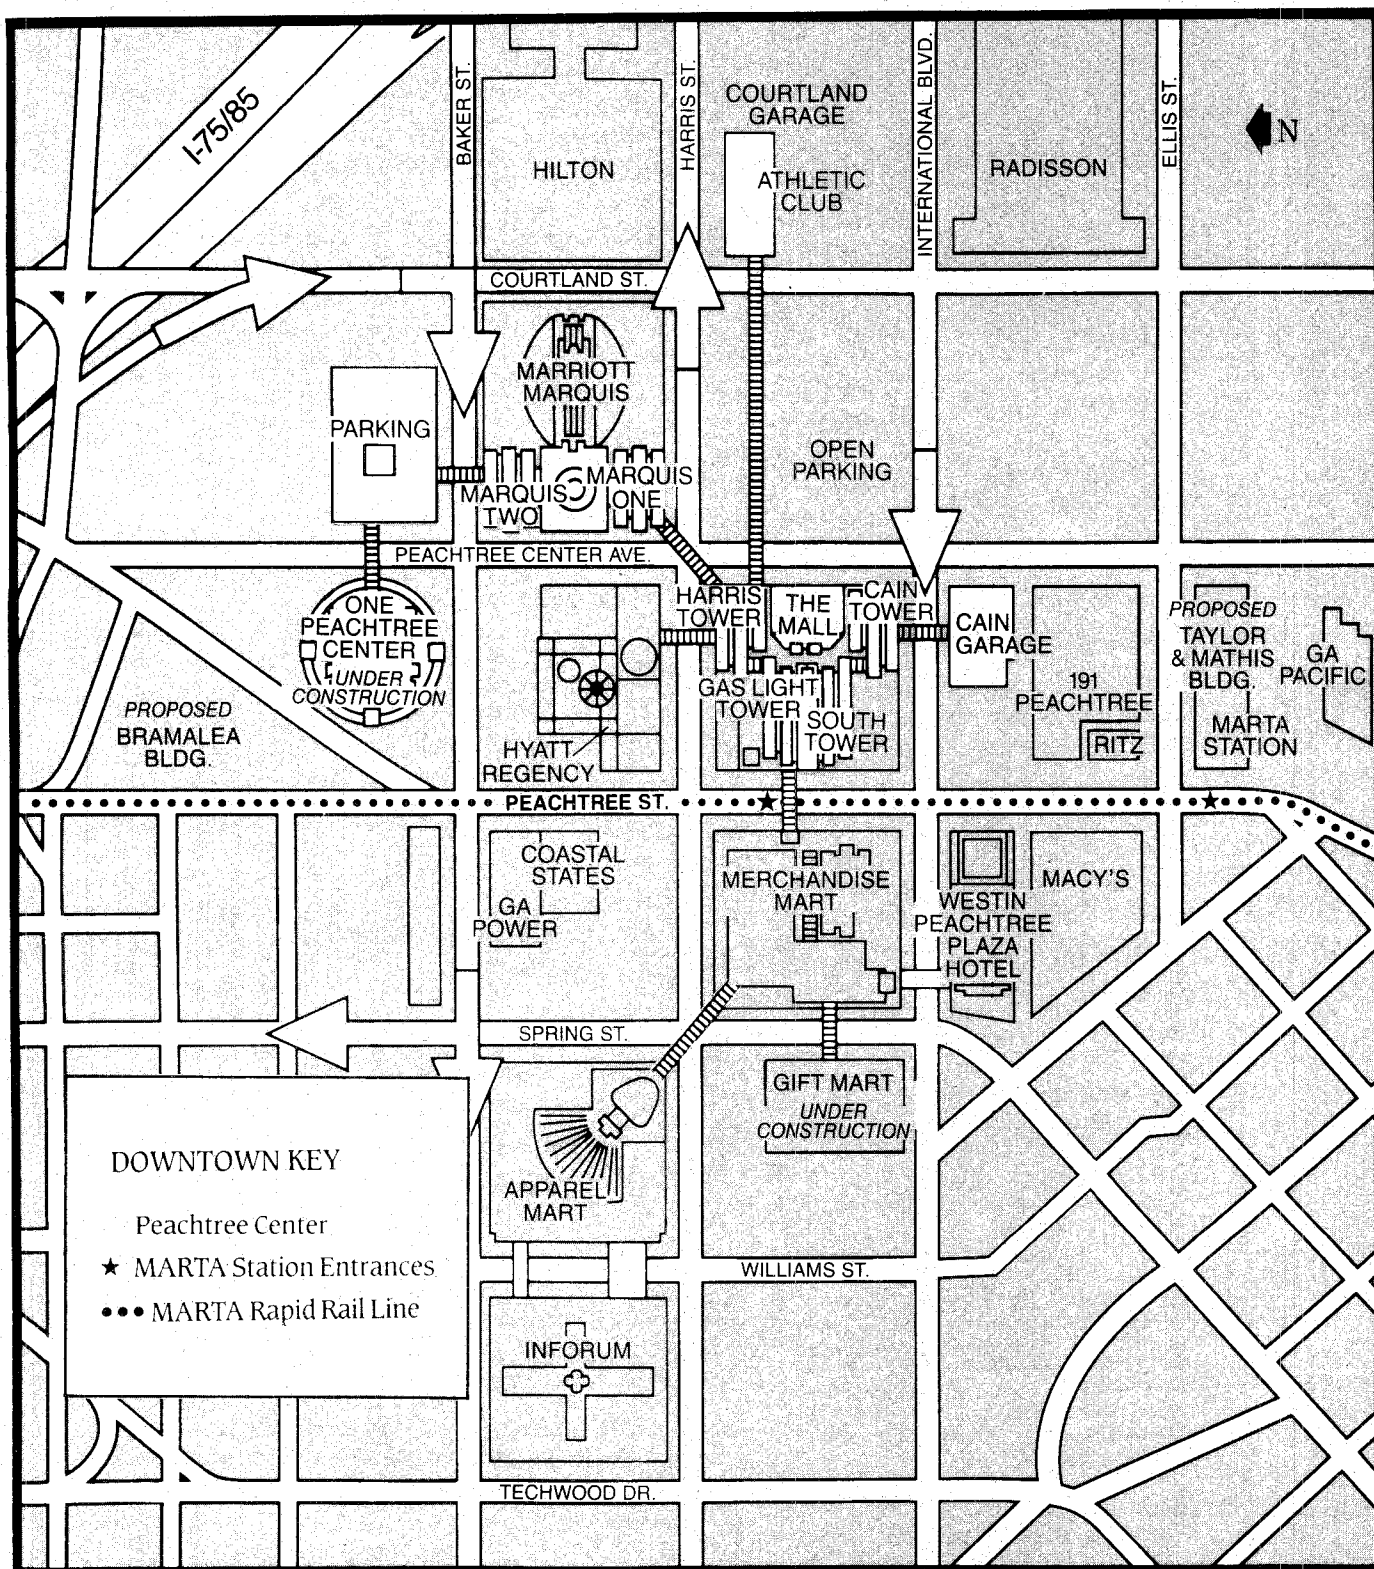 I-75/85
BAKER ST.
HILTON
HARRIS ST.
COURTLAND
GARAGE
ATHLETIC
CLUB
INTERNATIONAL BLVD.
RADISSON
ELLIS ST.
N
COURTLAND ST.
MARRIOTT
MARQUIS
PARKING
MARQUIS
TWO
MARQUIS
ONE
OPEN
PARKING
PEACHTREE CENTER AVE.
ONE
PEACHTREE
CENTER
UNDER
CONSTRUCTION
PROPOSED
BRAMALEA
BLDG.
HYATT
REGENCY
HARRIS
TOWER
THE
MALL
CAIN
TOWER
GAS LIGHT
TOWER
SOUTH
TOWER
CAIN
GARAGE
191
PEACHTREE
RITZ
PROPOSED
TAYLOR
& MATHIS
BLDG.
MARTA
STATION
GA
PACIFIC
PEACHTREE ST.
COASTAL
STATES
GA
POWER
MERCHANDISE
MART
WESTIN
PEACHTREE
PLAZA
HOTEL
MACY'S
SPRING ST.
GIFT MART
UNDER
CONSTRUCTION
APPAREL
MART
WILLIAMS ST.
INFORUM
TECHWOOD DR.
DOWNTOWN KEY
Peachtree Center
★ MARTA Station Entrances
••• MARTA Rapid Rail Line